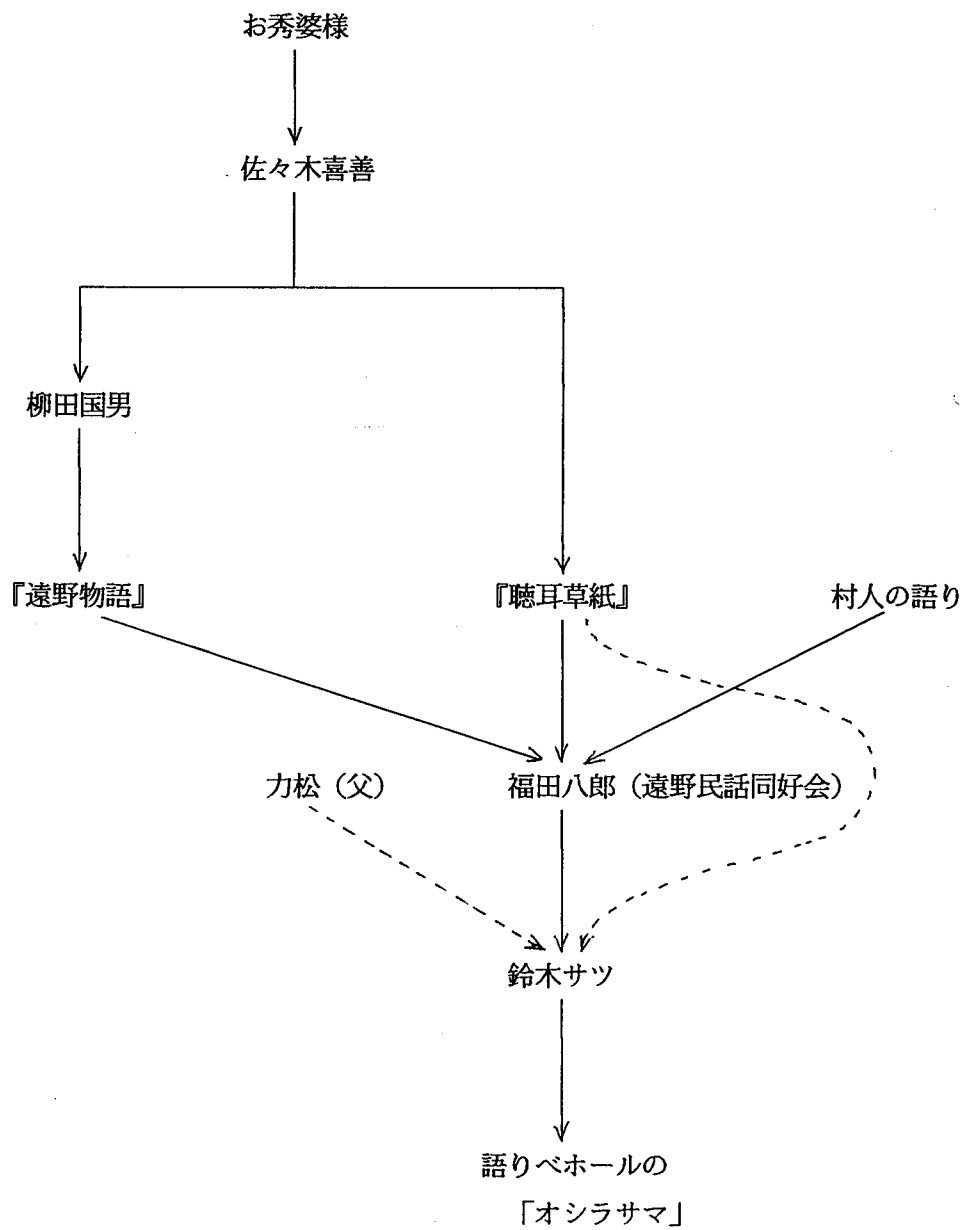 お秀婆様
佐々木喜善
柳田国男
『遠野物語』
『聴耳草紙』
村人の語り
力松（父）
福田八郎（遠野民話同好会）
鈴木サツ
語りべホールの
「オシラサマ」